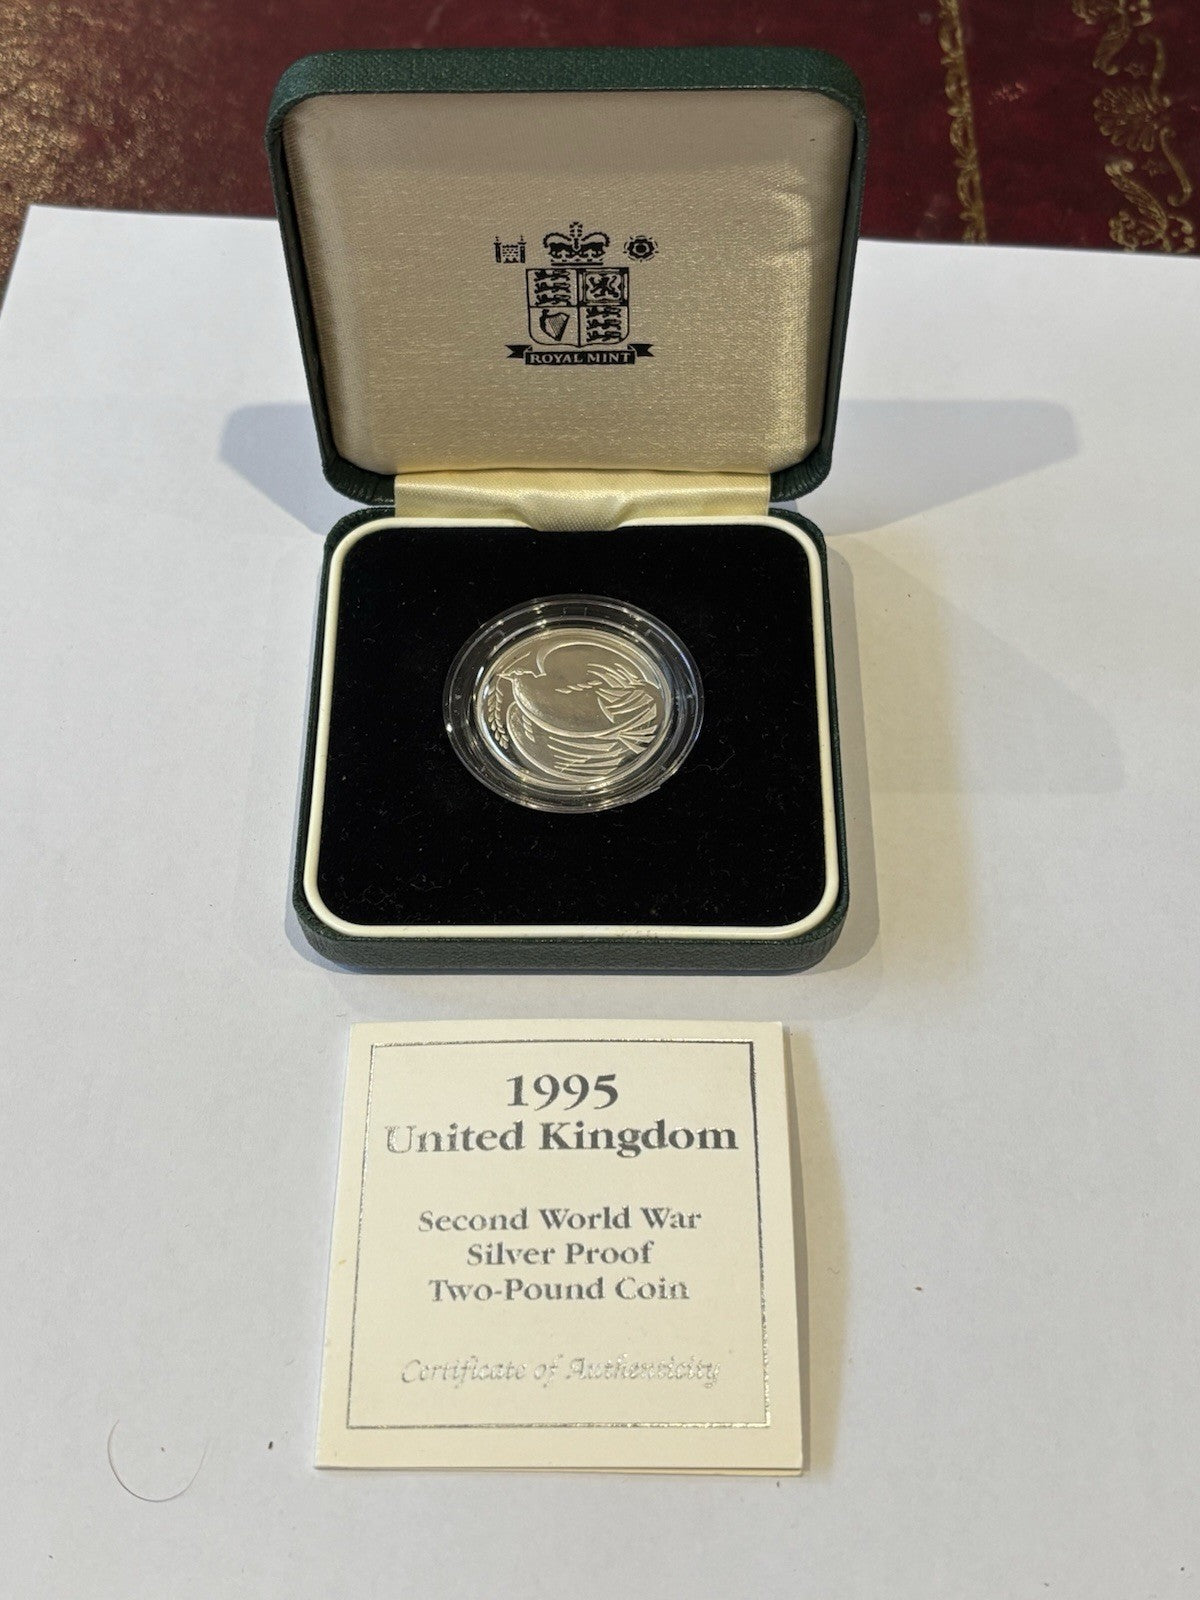 ROYAL MINT
1995
United Kingdom
Second World War
Silver Proof
Two-Pound Coin
Certificate of Authenticity